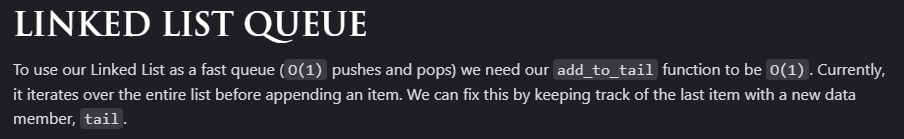 LINKED LIST QUEUE
To use our Linked List as a fast queue (O(1) pushes and pops) we need our add_to_tail function to be O(1). Currently,
it iterates over the entire list before appending an item. We can fix this by keeping track of the last item with a new data
member, tail.